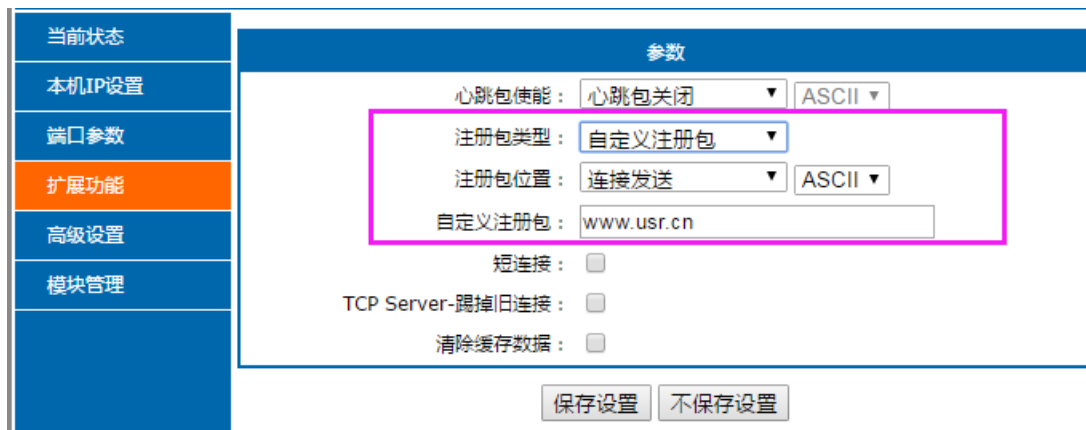 当前状态
本机IP设置
端口参数
扩展功能
高级设置
模块管理
参数
心跳包使能： 心跳包关闭 ▼ ASCII ▼
注册包类型： 自定义注册包 ▼
注册包位置： 连接发送 ▼ ASCII ▼
自定义注册包： www.usr.cn
短连接：
TCP Server-踢掉旧连接：
清除缓存数据：
保存设置 不保存设置